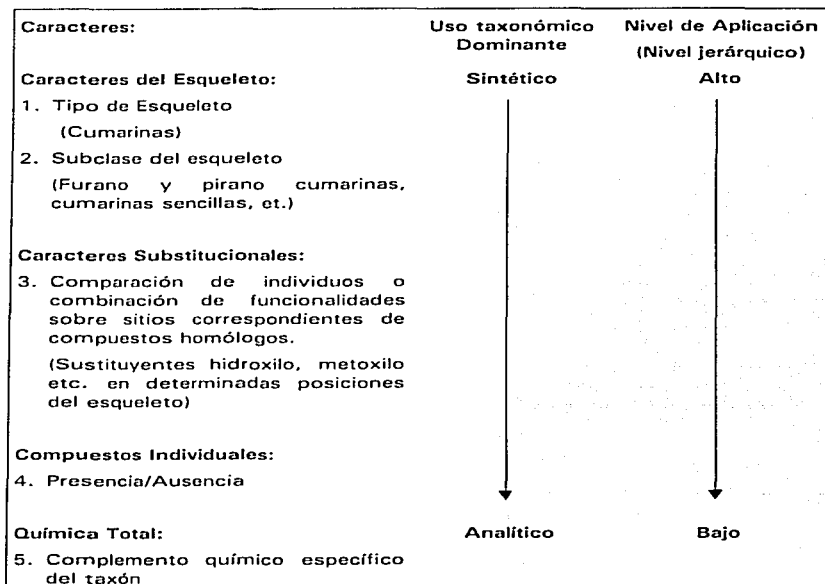 Caracteres: Uso taxonómico Nivel de Aplicación
Dominante (Nivel jerárquico)
Caracteres del Esqueleto: Sintético Alto
1. Tipo de Esqueleto
(Cumarinas)
2. Subclase del esqueleto
(Furano y pirano cumarinas,
cumarinas sencillas, et.)
Caracteres Substitucionales:
3. Comparación de individuos o
combinación de funcionalidades
sobre sitios correspondientes de
compuestos homólogos.
(Sustituyentes hidroxilo, metoxilo
etc. en determinadas posiciones
del esqueleto)
Compuestos Individuales:
4. Presencia/Ausencia
Química Total: Analítico Bajo
5. Complemento químico específico
del taxón